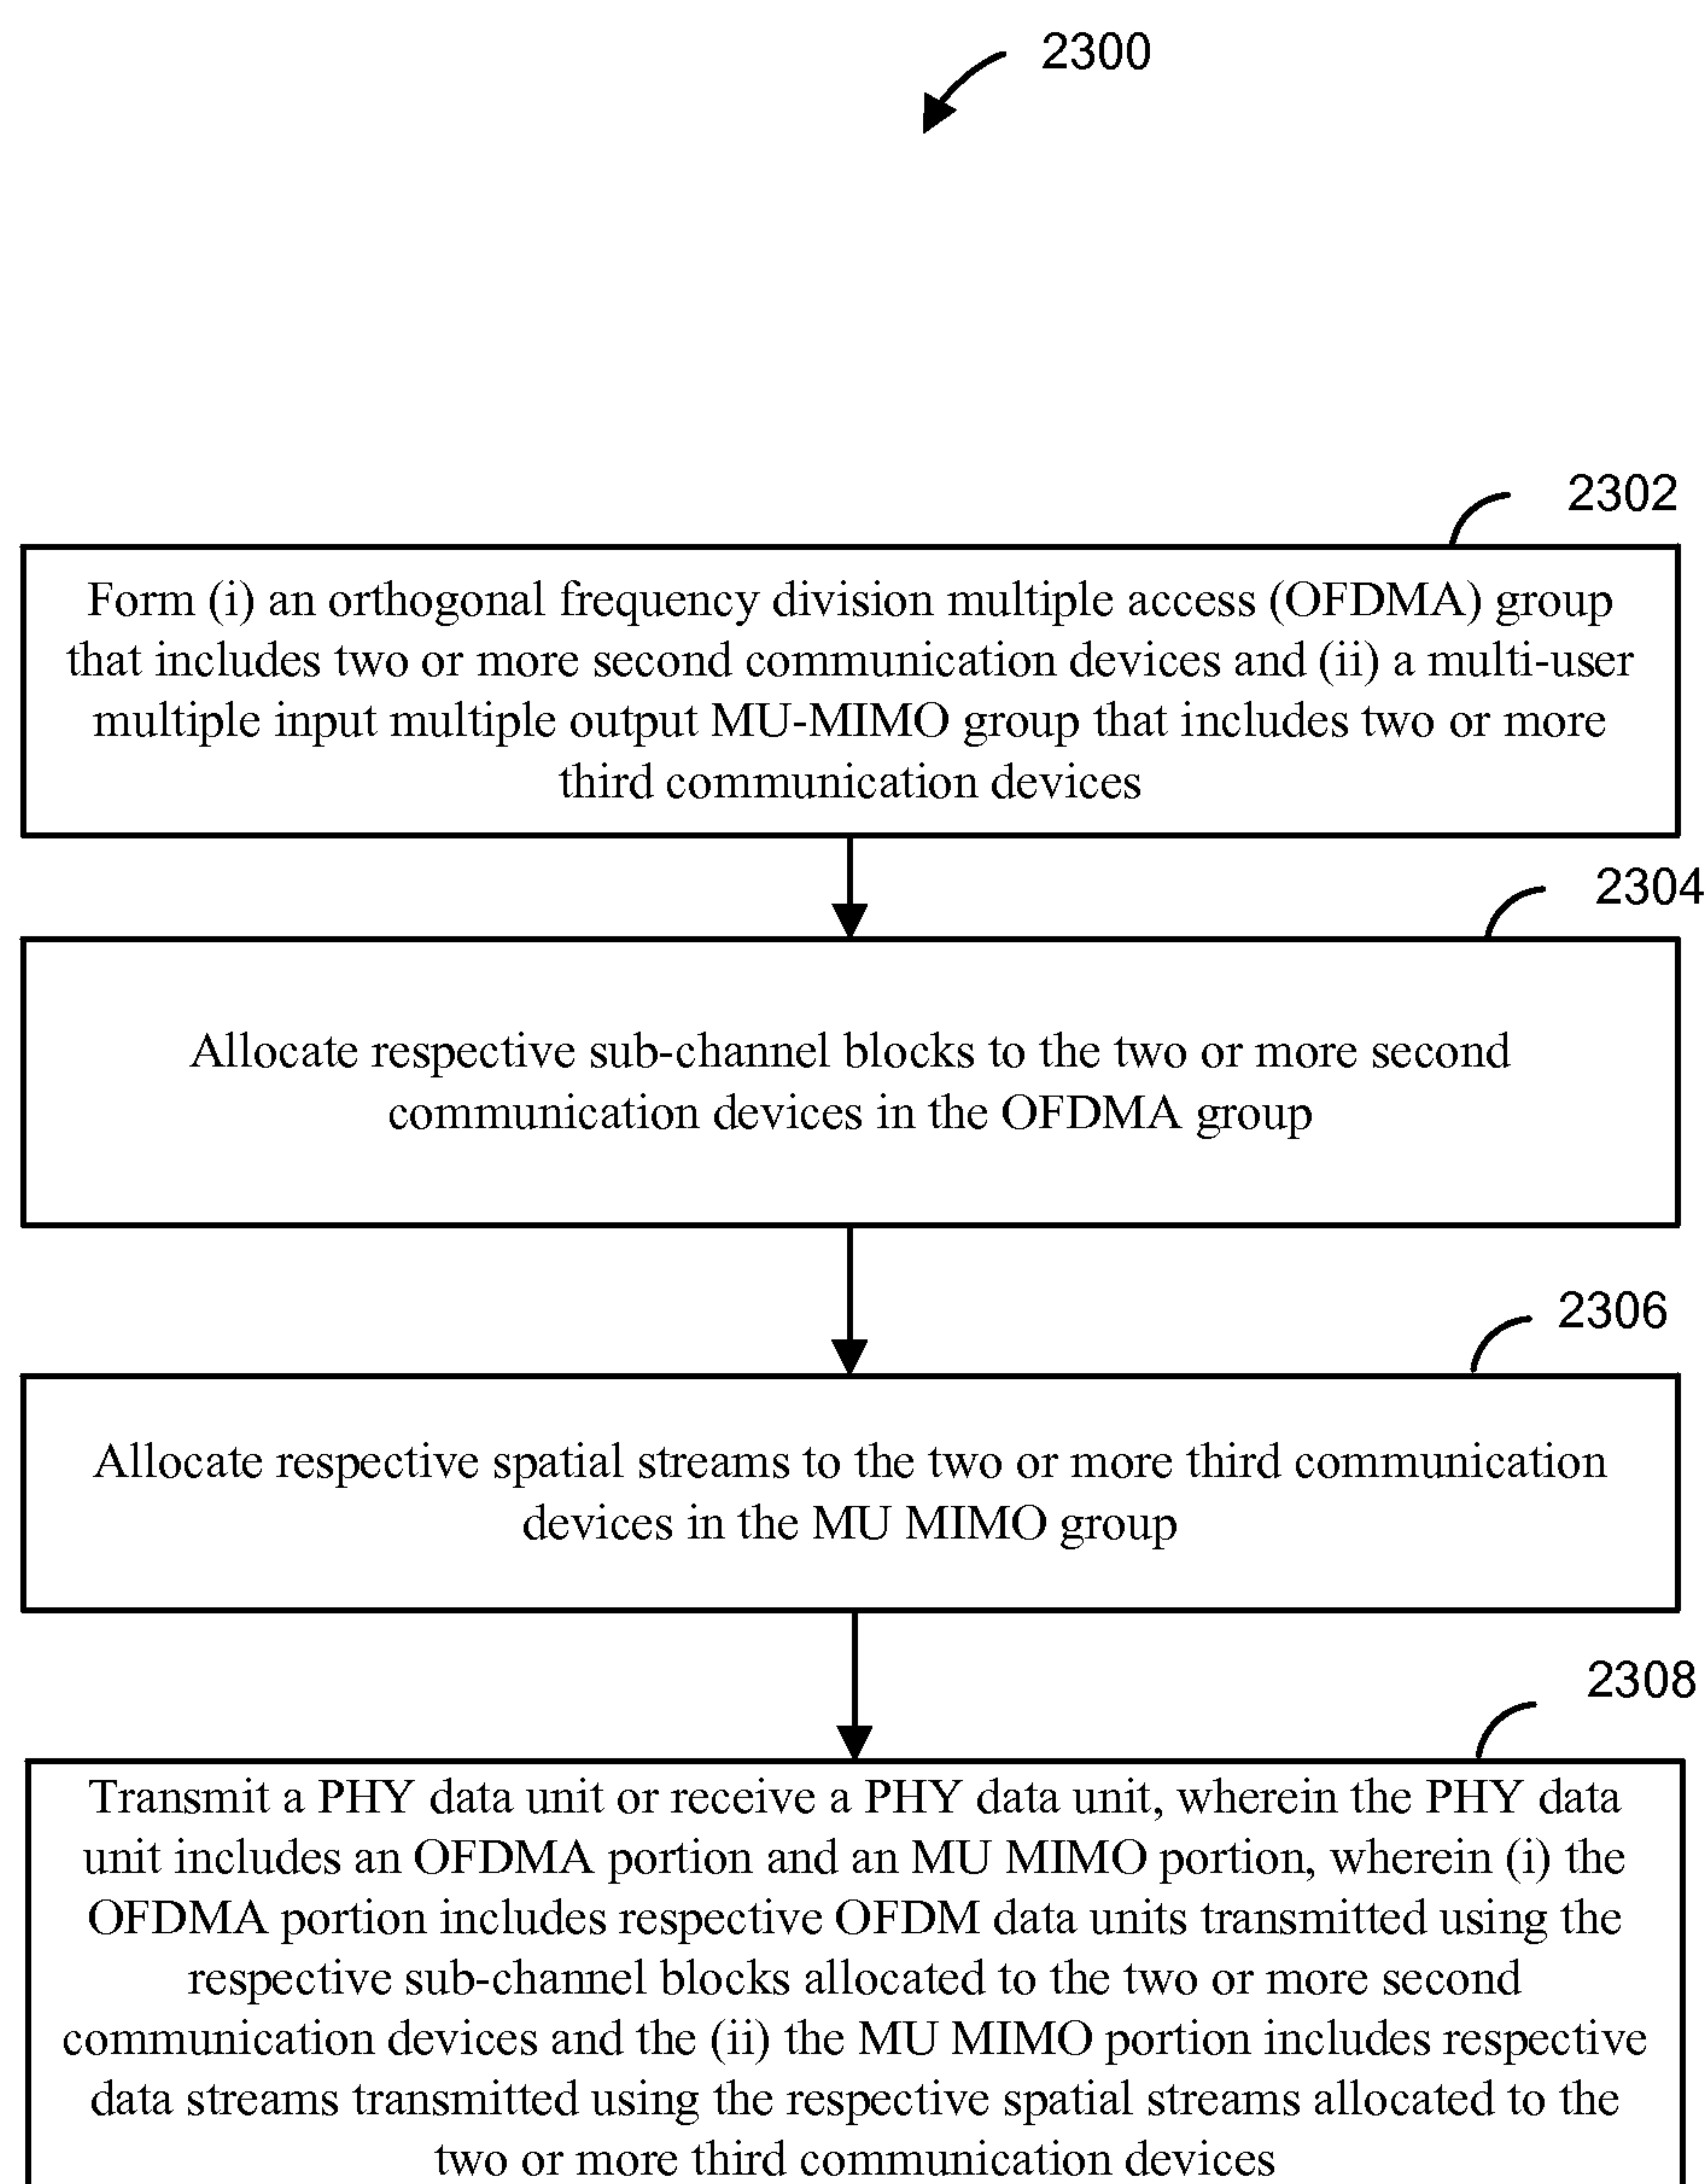 2300
2302
Form (i) an orthogonal frequency division multiple access (OFDMA) group
that includes two or more second communication devices and (ii) a multi-user
multiple input multiple output MU-MIMO group that includes two or more
third communication devices
2304
Allocate respective sub-channel blocks to the two or more second
communication devices in the OFDMA group
2306
Allocate respective spatial streams to the two or more third communication
devices in the MU MIMO group
2308
Transmit a PHY data unit or receive a PHY data unit, wherein the PHY data
unit includes an OFDMA portion and an MU MIMO portion, wherein (i) the
OFDMA portion includes respective OFDM data units transmitted using the
respective sub-channel blocks allocated to the two or more second
communication devices and the (ii) the MU MIMO portion includes respective
data streams transmitted using the respective spatial streams allocated to the
two or more third communication devices